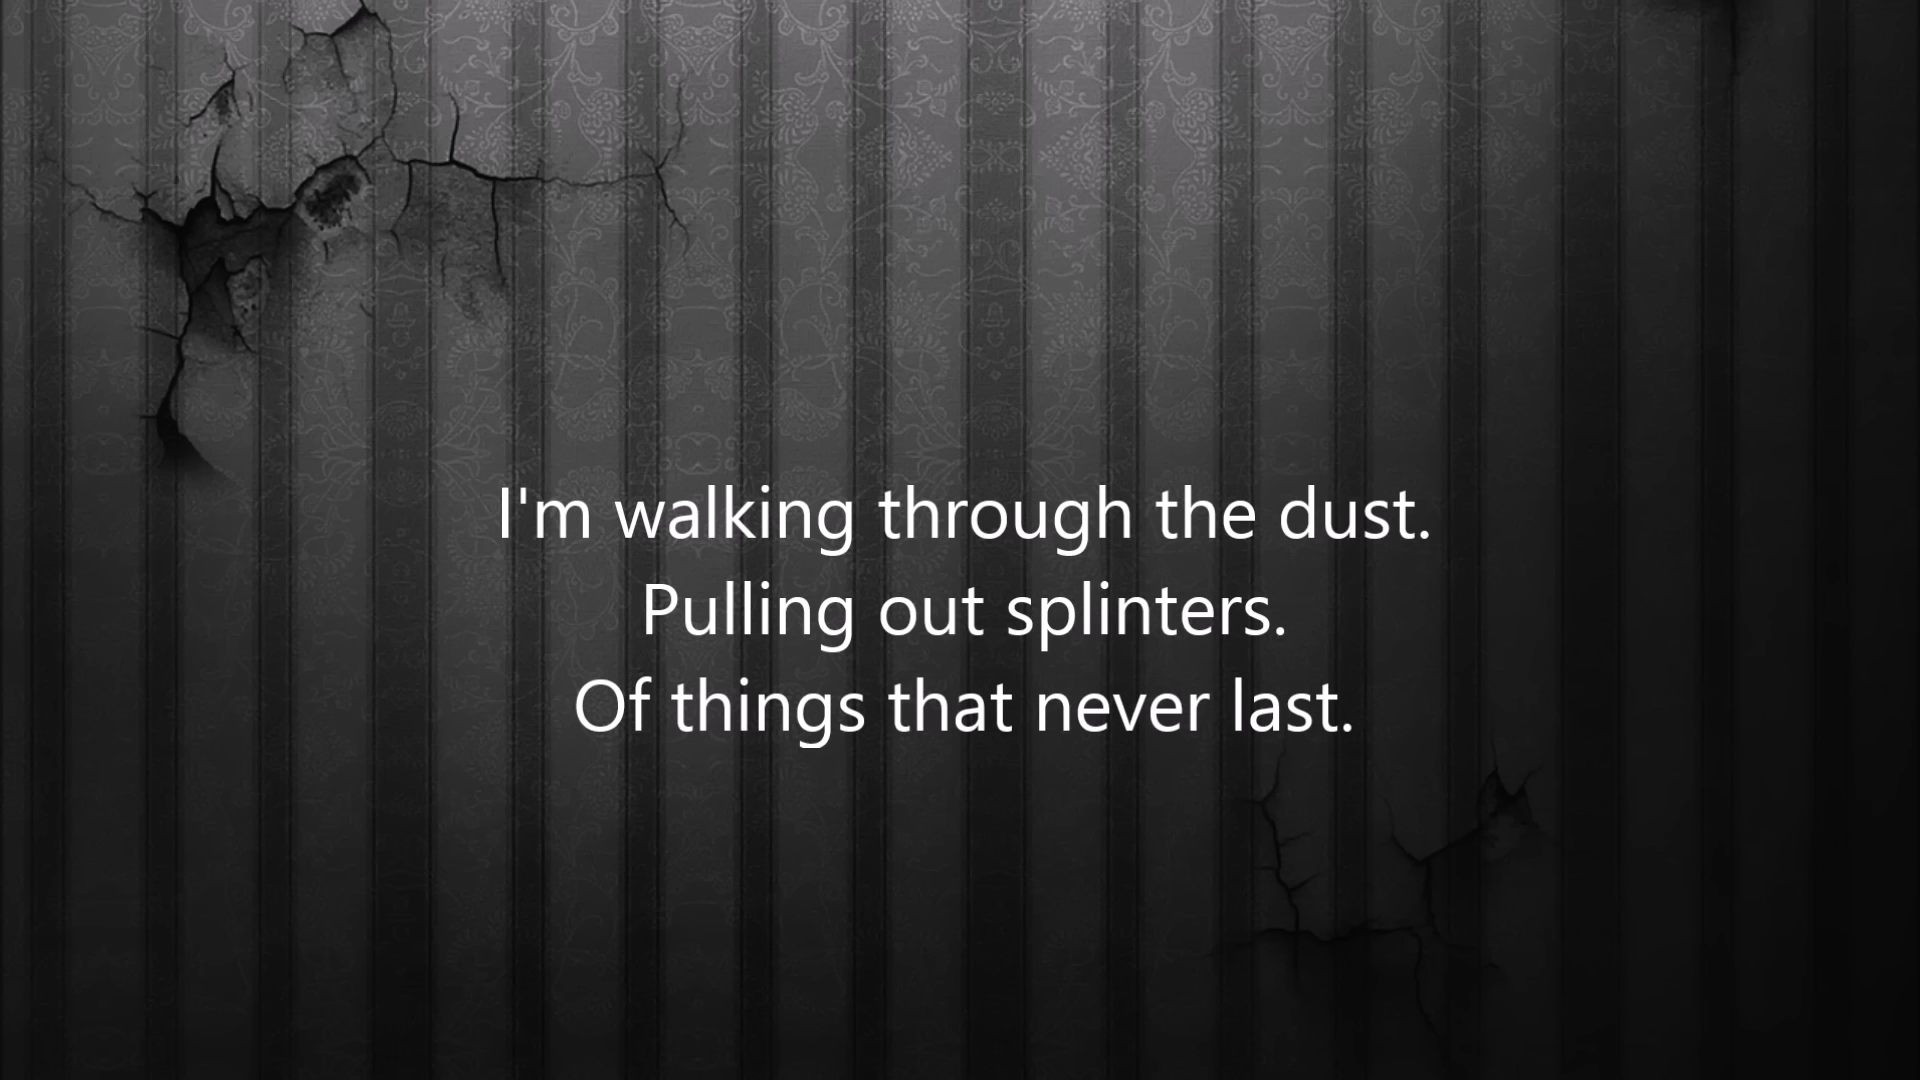 I'm walking through the dust.
Pulling out splinters.
Of things that never last.